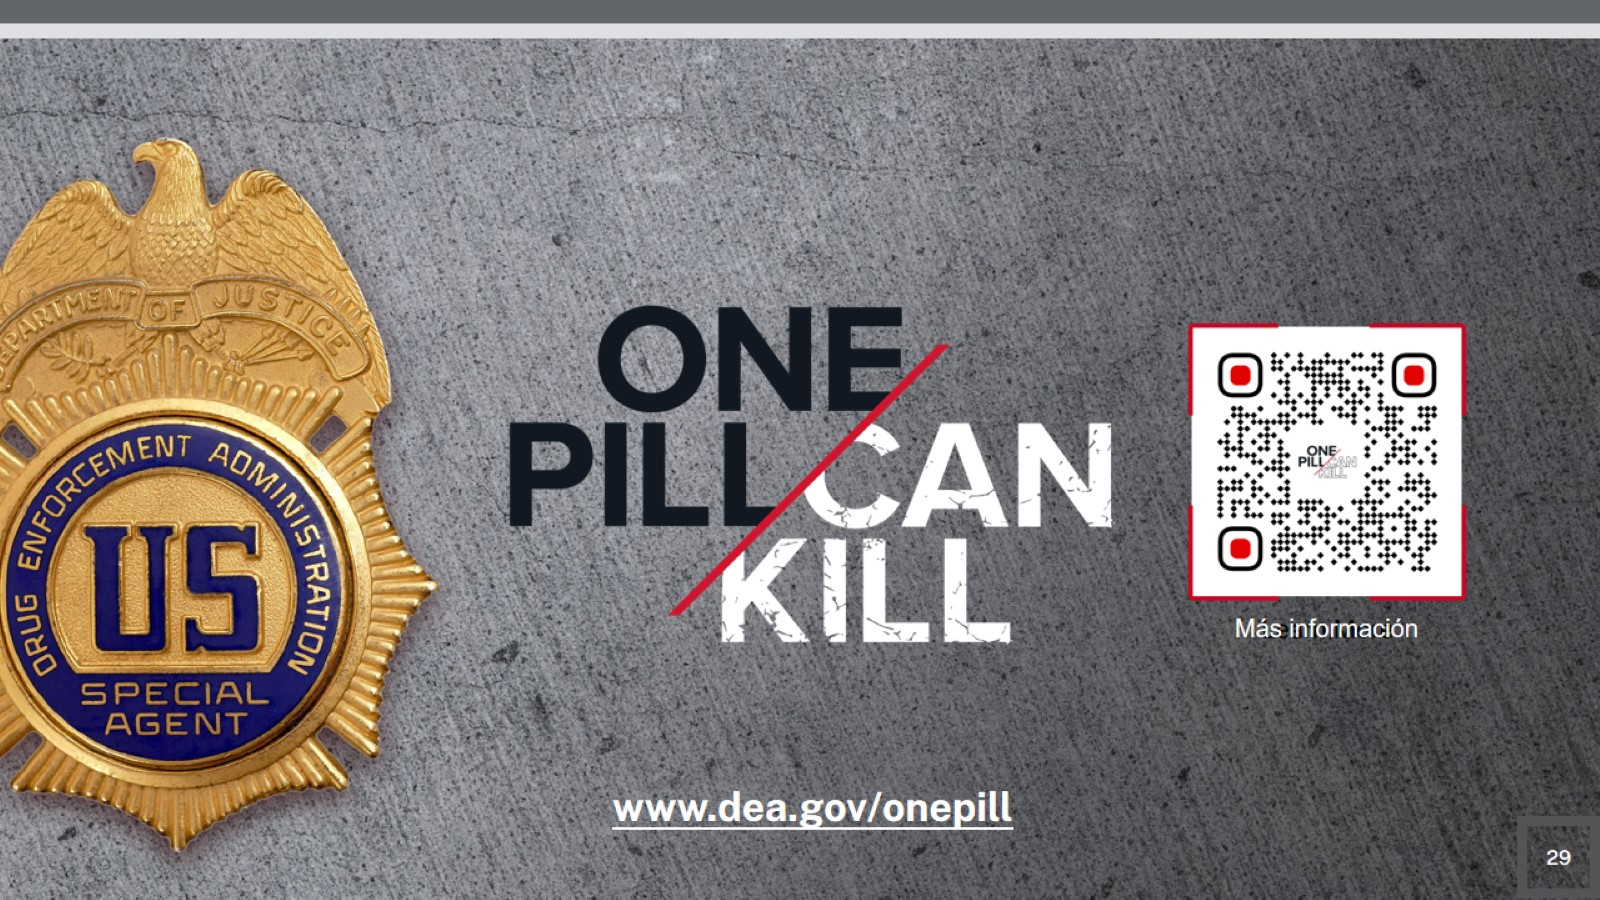 DEPARTMENT OF JUSTICE
DRUG ENFORCEMENT ADMINISTRATION
US
SPECIAL
AGENT
ONE
PILL CAN
KILL
ONE
PILL CAN
KILL
Más información
www.dea.gov/onepill
29